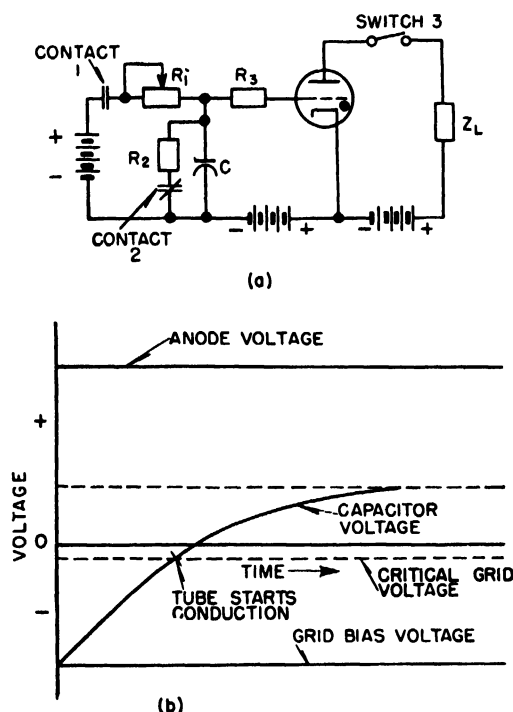 SWITCH 3
CONTACT
1
R1
R3
+
-
R2
C
ZL
CONTACT
2
- +
- +
(a)
ANODE VOLTAGE
+
VOLTAGE
0
-
CAPACITOR
VOLTAGE
TIME
CRITICAL GRID
VOLTAGE
TUBE STARTS
CONDUCTION
GRID BIAS VOLTAGE
(b)